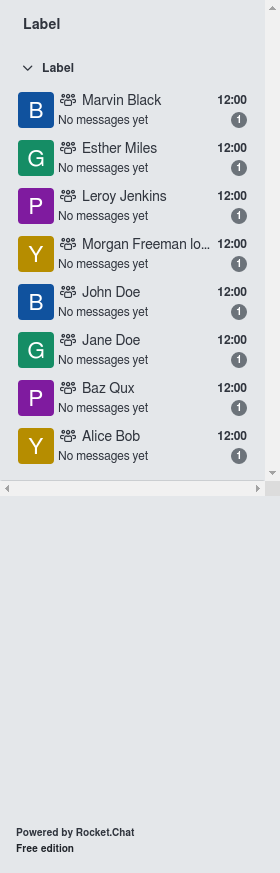 Label
Label
B Marvin Black 12:00
No messages yet 1
G Esther Miles 12:00
No messages yet 1
P Leroy Jenkins 12:00
No messages yet 1
Y Morgan Freeman lo... 12:00
No messages yet 1
B John Doe 12:00
No messages yet 1
G Jane Doe 12:00
No messages yet 1
P Baz Qux 12:00
No messages yet 1
Y Alice Bob 12:00
No messages yet 1
Powered by Rocket.Chat
Free edition